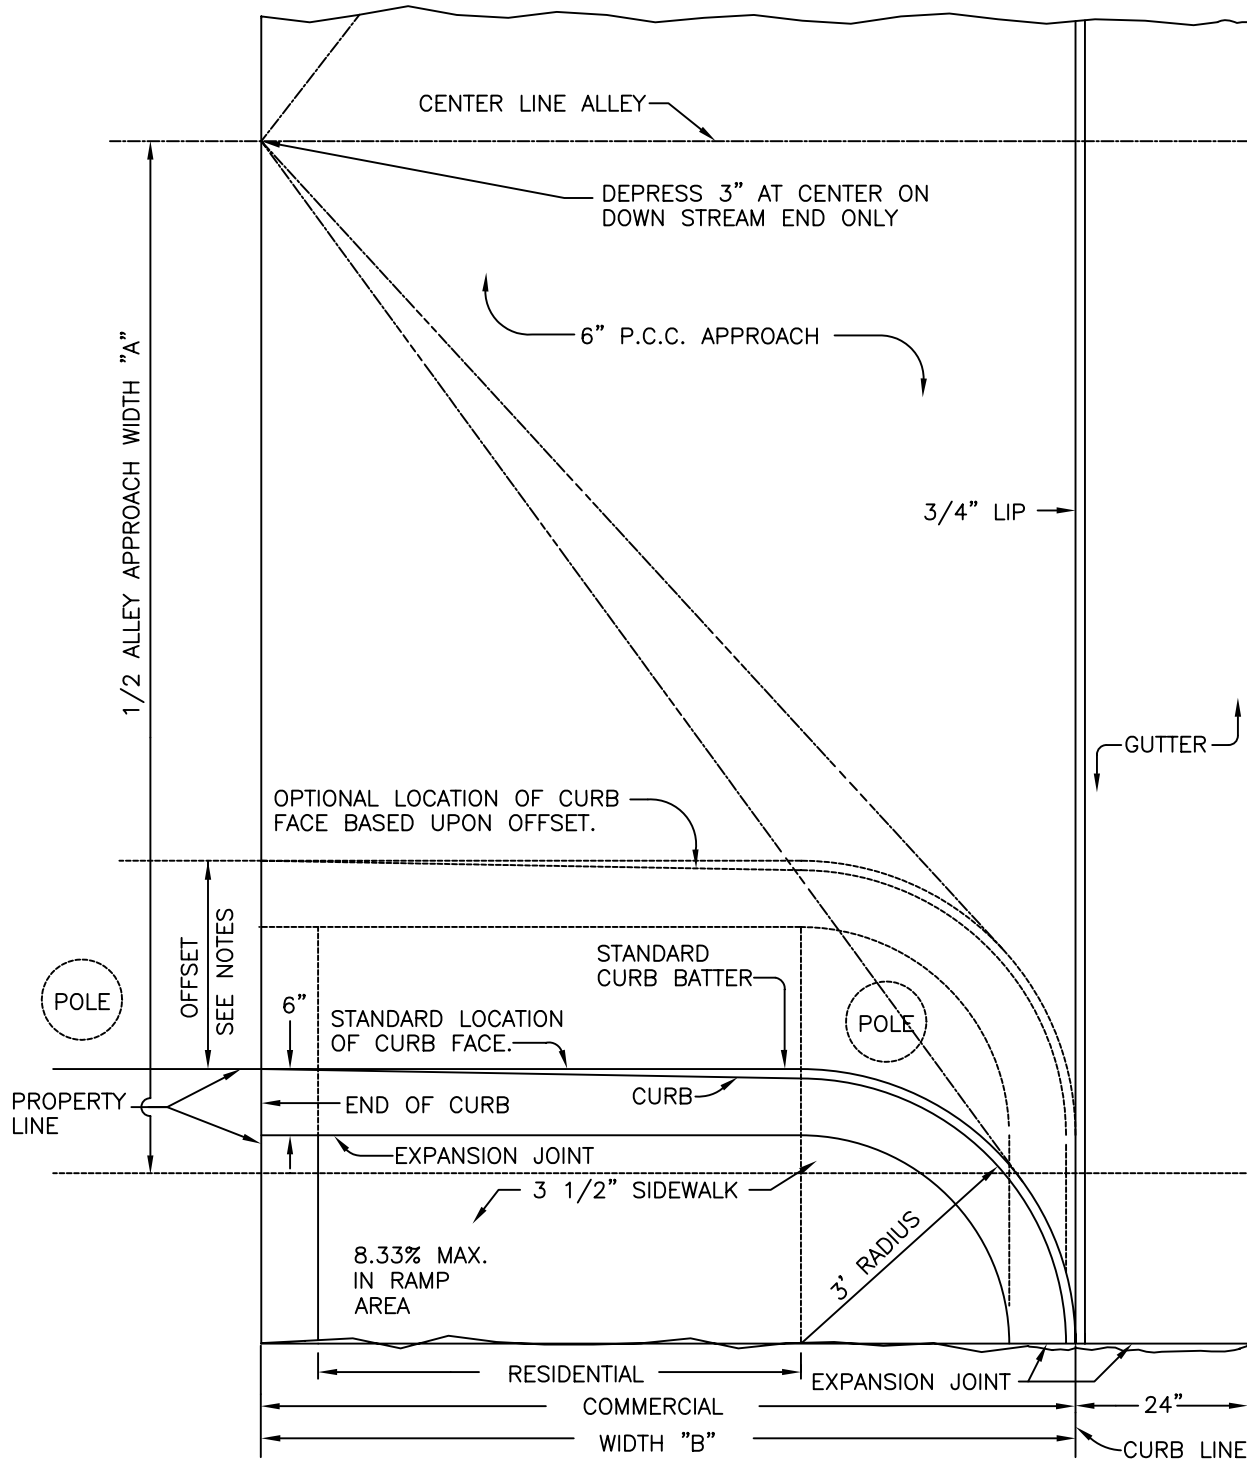 CENTER LINE ALLEY
DEPRESS 3" AT CENTER ON
DOWN STREAM END ONLY
6" P.C.C. APPROACH
1/2 ALLEY APPROACH WIDTH "A"
3/4" LIP
GUTTER
OPTIONAL LOCATION OF CURB
FACE BASED UPON OFFSET.
OFFSET
SEE NOTES
STANDARD
CURB BATTER
POLE
6"
STANDARD LOCATION
OF CURB FACE.
POLE
PROPERTY
LINE
END OF CURB
CURB
EXPANSION JOINT
3 1/2" SIDEWALK
8.33% MAX.
IN RAMP
AREA
3' RADIUS
RESIDENTIAL
EXPANSION JOINT
COMMERCIAL
24"
WIDTH "B"
CURB LINE